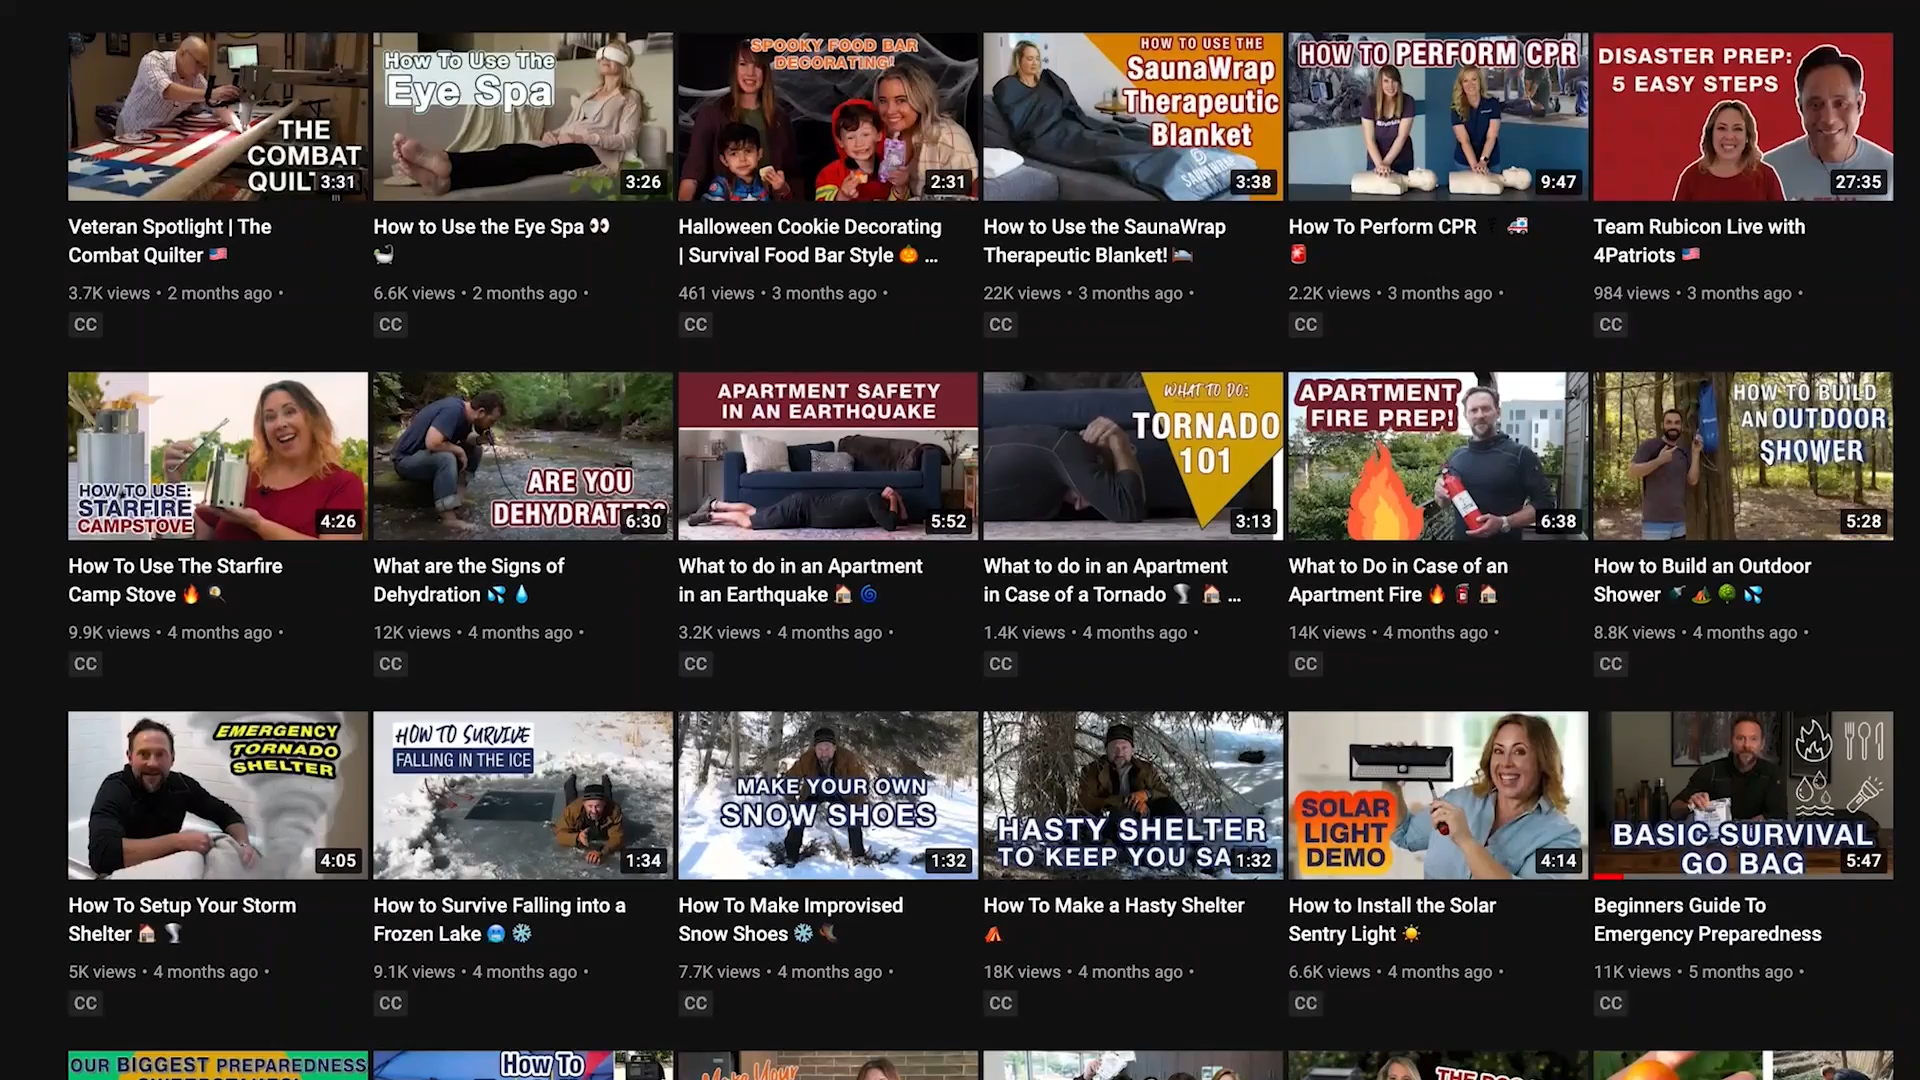 THE
COMBAT
QUILT
3:31
How To Use The
Eye Spa
3:26
SPOOKY FOOD BAR
DECORATING!
2:31
HOW TO USE THE
SaunaWrap
Therapeutic
Blanket
SAUNAWRAP
3:38
HOW TO PERFORM CPR
9:47
DISASTER PREP:
5 EASY STEPS
27:35
Veteran Spotlight | The
Combat Quilter 🇺🇸
3.7K views • 2 months ago •
CC
How to Use the Eye Spa 👀
🛀
6.6K views • 2 months ago •
CC
Halloween Cookie Decorating
| Survival Food Bar Style 🎃 ...
461 views • 3 months ago •
CC
How to Use the SaunaWrap
Therapeutic Blanket! 🛌
22K views • 3 months ago •
CC
How To Perform CPR ⚕ 🚑
🚨
2.2K views • 3 months ago •
CC
Team Rubicon Live with
4Patriots 🇺🇸
984 views • 3 months ago •
CC
HOW TO USE:
STARFIRE
CAMPSTOVE
4:26
ARE YOU
DEHYDRATED?
6:30
APARTMENT SAFETY
IN AN EARTHQUAKE
5:52
WHAT TO DO:
TORNADO
101
3:13
APARTMENT
FIRE PREP!
6:38
HOW TO BUILD
AN OUTDOOR
SHOWER
5:28
How To Use The Starfire
Camp Stove 🔥 🍳
9.9K views • 4 months ago •
CC
What are the Signs of
Dehydration 💦 💧
12K views • 4 months ago •
CC
What to do in an Apartment
in an Earthquake 🏠 🌀
3.2K views • 4 months ago •
CC
What to do in an Apartment
in Case of a Tornado 🌪 🏠 ...
1.4K views • 4 months ago •
CC
What to Do in Case of an
Apartment Fire 🔥 🧯 🏠
14K views • 4 months ago •
CC
How to Build an Outdoor
Shower 🚿 🏕 🌳 💦
8.8K views • 4 months ago •
CC
EMERGENCY
TORNADO
SHELTER
4:05
HOW TO SURVIVE
FALLING IN THE ICE
1:34
MAKE YOUR OWN
SNOW SHOES
1:32
HASTY SHELTER
TO KEEP YOU SA
1:32
SOLAR
LIGHT
DEMO
4:14
BASIC SURVIVAL
GO BAG
5:47
How To Setup Your Storm
Shelter 🏠 🌪
5K views • 4 months ago •
CC
How to Survive Falling into a
Frozen Lake 🥶 ❄
9.1K views • 4 months ago •
CC
How To Make Improvised
Snow Shoes ❄ 🥾
7.7K views • 4 months ago •
CC
How To Make a Hasty Shelter
⛺
18K views • 4 months ago •
CC
How to Install the Solar
Sentry Light ☀
6.6K views • 4 months ago •
CC
Beginners Guide To
Emergency Preparedness
11K views • 5 months ago •
CC
OUR BIGGEST PREPAREDNESS
How To
Make Your